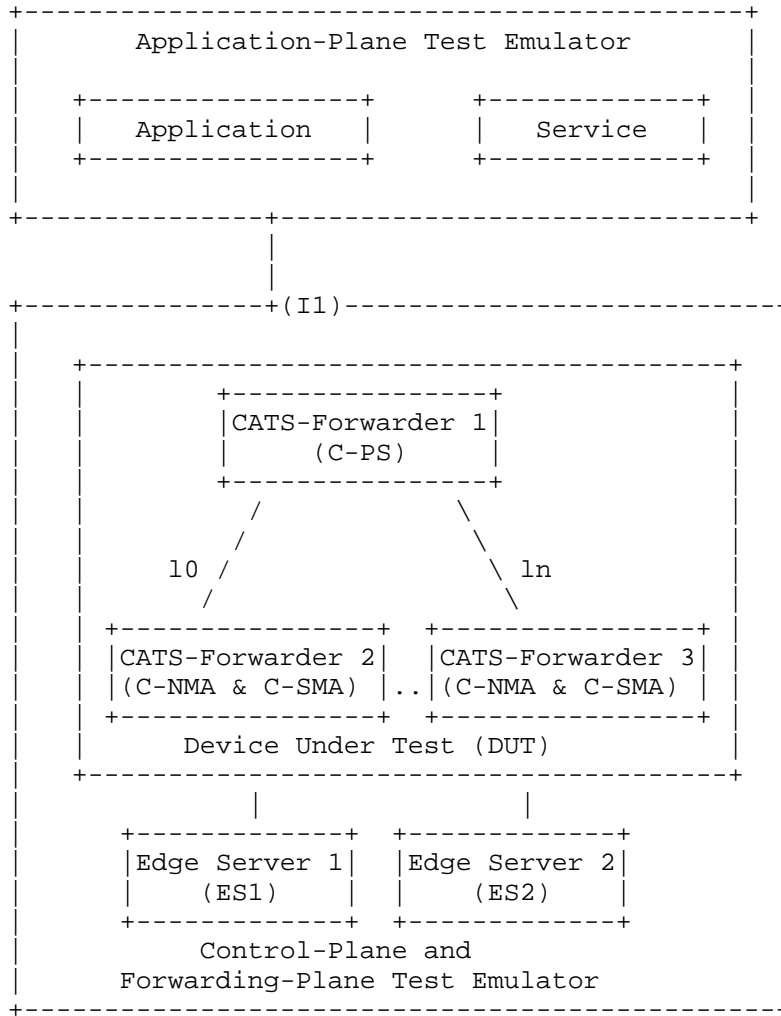 Application-Plane Test Emulator
Application Service
(I1)
CATS-Forwarder 1
(C-PS)
l0 ln
CATS-Forwarder 2 CATS-Forwarder 3
(C-NMA & C-SMA) .. (C-NMA & C-SMA)
Device Under Test (DUT)
Edge Server 1 Edge Server 2
(ES1) (ES2)
Control-Plane and
Forwarding-Plane Test Emulator